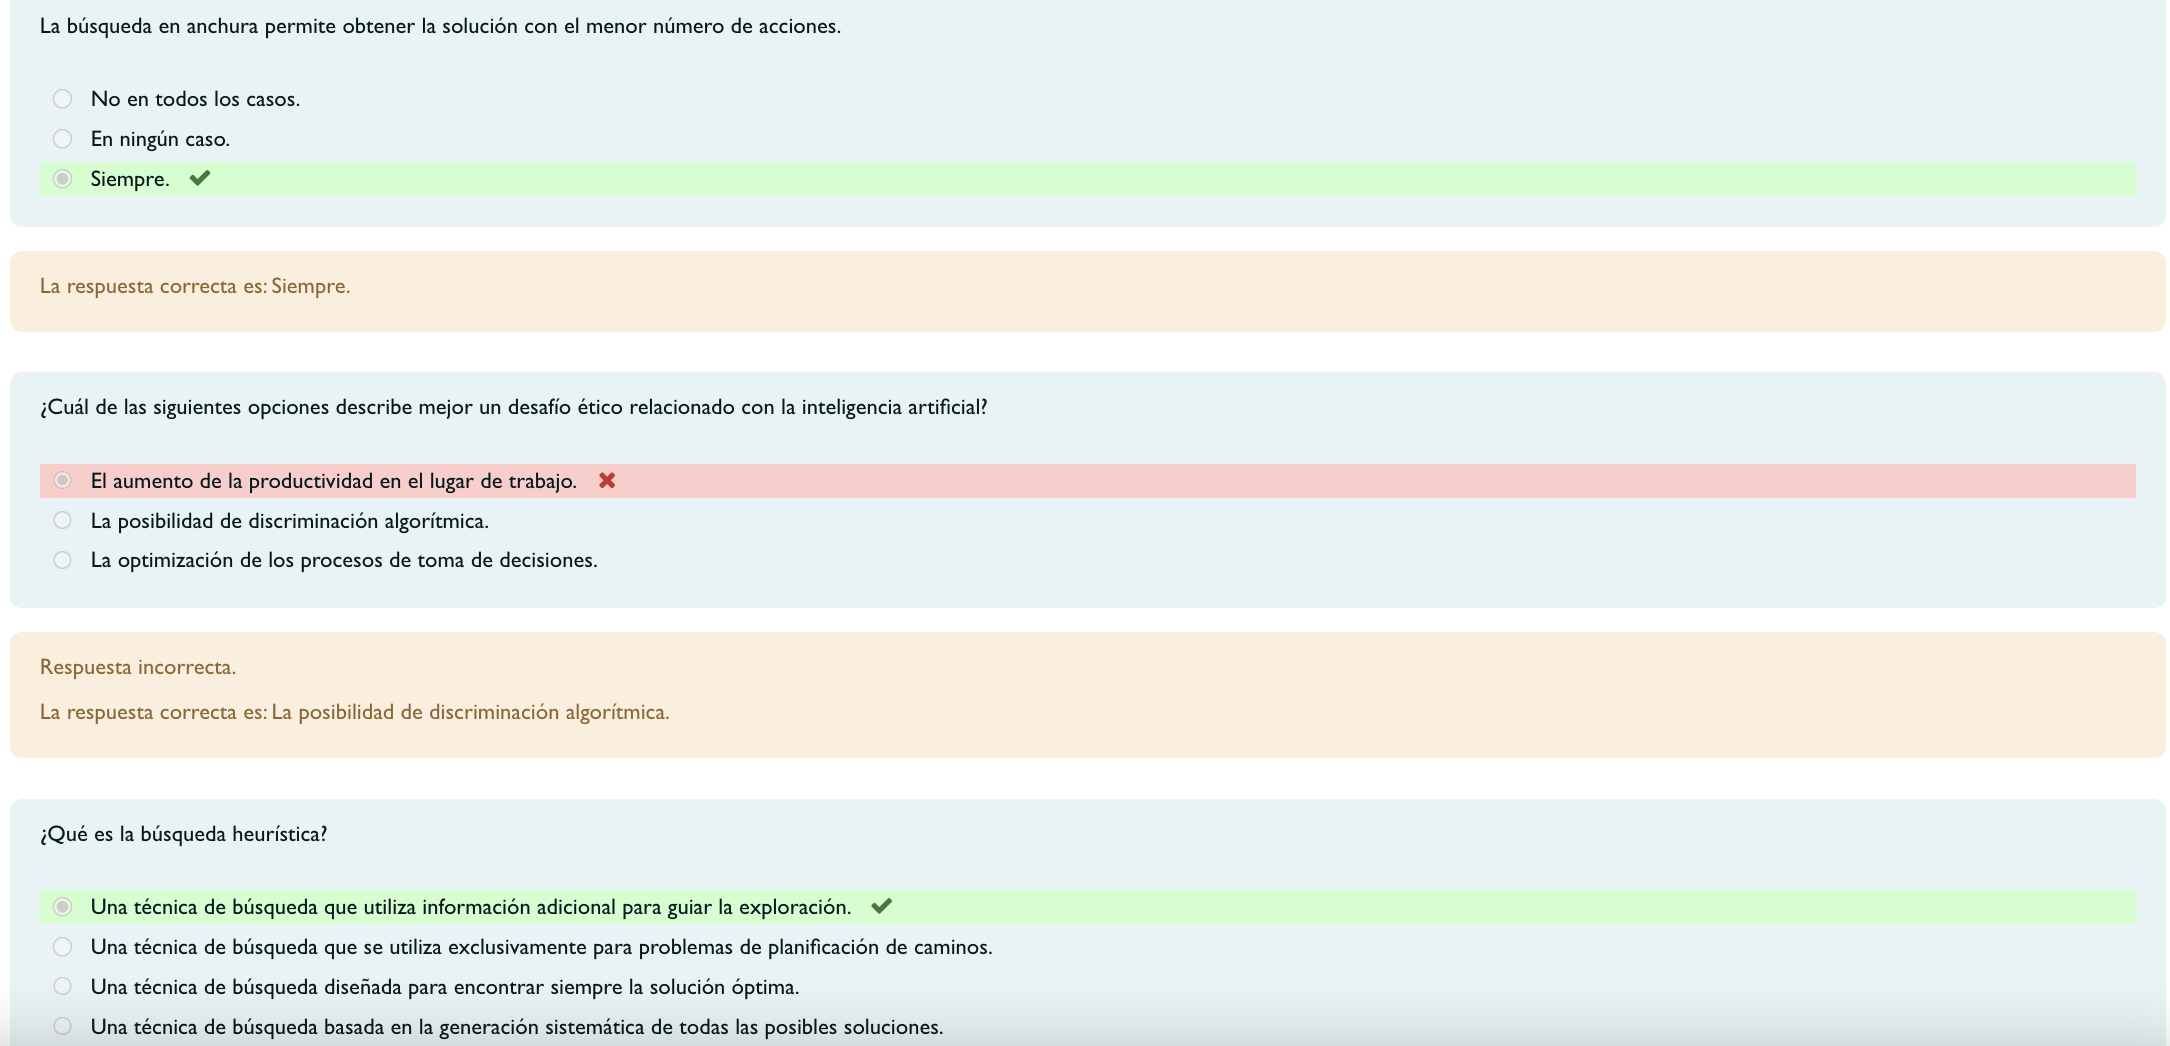 La búsqueda en anchura permite obtener la solución con el menor número de acciones.
No en todos los casos.
En ningún caso.
Siempre.
La respuesta correcta es: Siempre.
¿Cuál de las siguientes opciones describe mejor un desafío ético relacionado con la inteligencia artificial?
El aumento de la productividad en el lugar de trabajo.
La posibilidad de discriminación algorítmica.
La optimización de los procesos de toma de decisiones.
Respuesta incorrecta.
La respuesta correcta es: La posibilidad de discriminación algorítmica.
¿Qué es la búsqueda heurística?
Una técnica de búsqueda que utiliza información adicional para guiar la exploración.
Una técnica de búsqueda que se utiliza exclusivamente para problemas de planificación de caminos.
Una técnica de búsqueda diseñada para encontrar siempre la solución óptima.
Una técnica de búsqueda basada en la generación sistemática de todas las posibles soluciones.